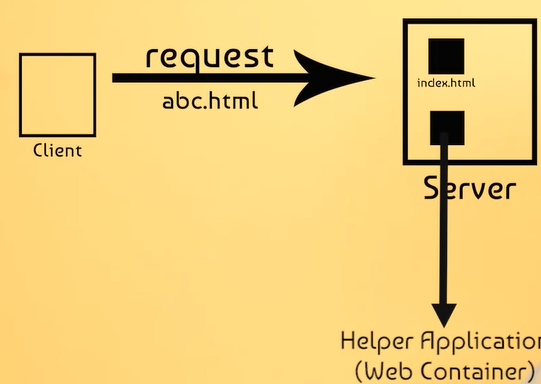 request
abc.html
Client
index.html
Server
Helper Application
(Web Container)